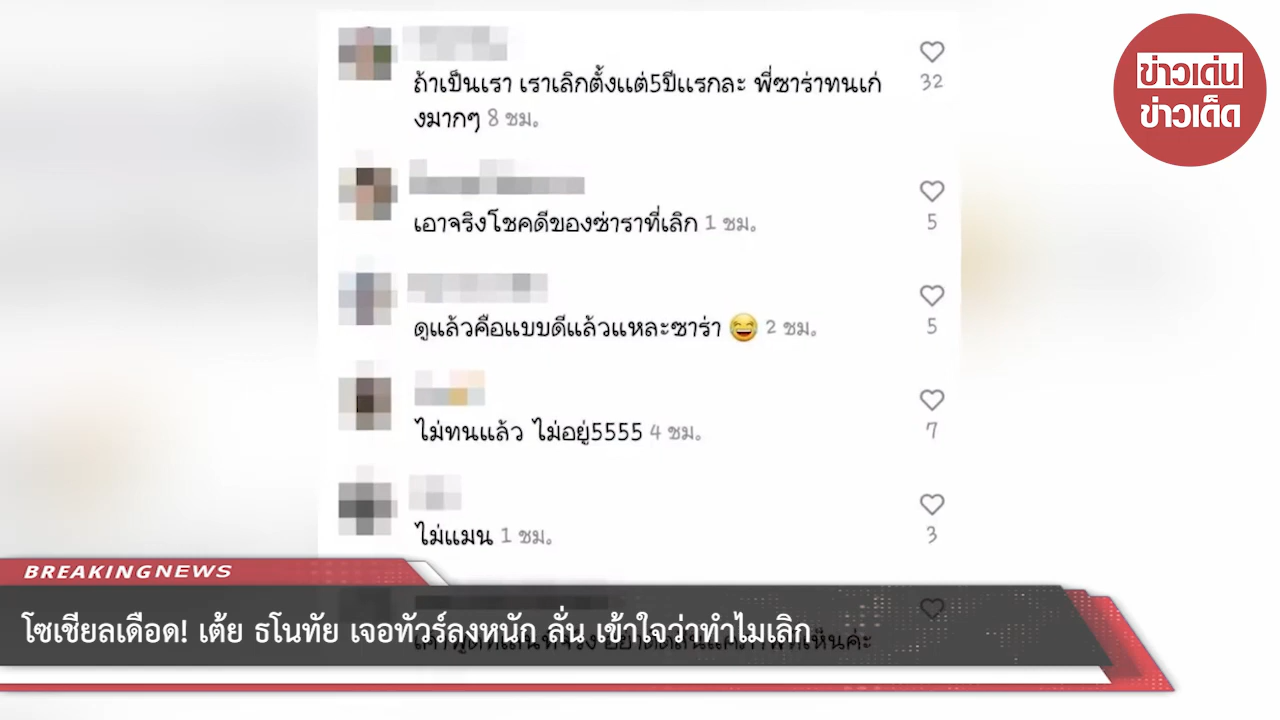 ข่าวเด่น
ข่าวเด็ด
ถ้าเป็นเรา เราเลิกตั้งแต่5ปีแรกละ พี่ซาร่าทนเก่
งมากๆ 8 ชม.
32
เอาจริงโชคดีของซ่าราที่เลิก 1 ชม.
5
ดูแล้วคือแบบดีแล้วแหละซาร่า 😂 2 ชม.
5
ไม่ทนแล้ว ไม่อยู่5555 4 ชม.
7
ไม่แมน 1 ชม.
3
BREAKINGNEWS
โซเชียลเดือด! เต้ย ธโนทัย เจอทัวร์ลงหนัก ลั่น เข้าใจว่าทำไมเลิก